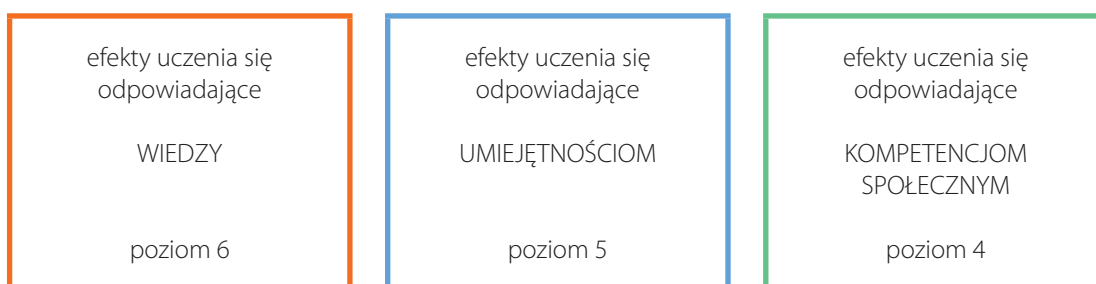 efekty uczenia się
odpowiadające
WIEDZY
poziom 6
efekty uczenia się
odpowiadające
UMIEJĘTNOŚCIOM
poziom 5
efekty uczenia się
odpowiadające
KOMPETENCJOM
SPOŁECZNYM
poziom 4